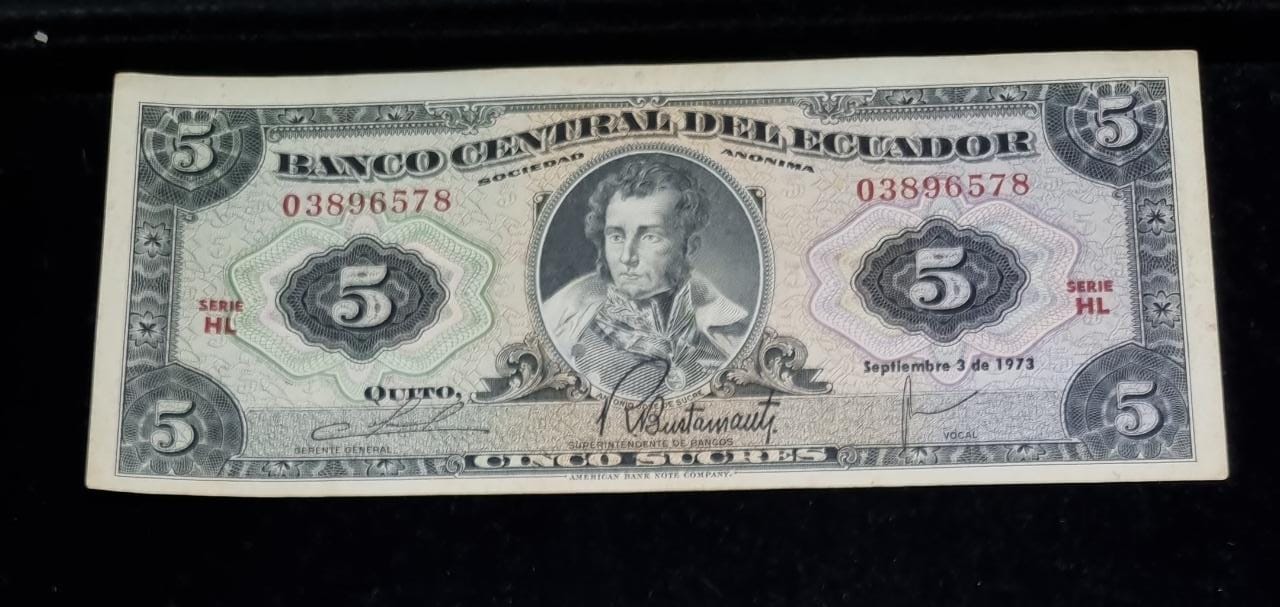 5 5
BANCO CENTRAL DEL ECUADOR
SOCIEDAD ANONIMA
03896578 03896578
5 5
SERIE HL SERIE HL
Septiembre 3 de 1973
QUITO,
Bustamante
GERENTE GENERAL SUPERINTENDENTE DE BANCOS VOCAL
5 CINCO SUCRES 5
AMERICAN BANK NOTE COMPANY.